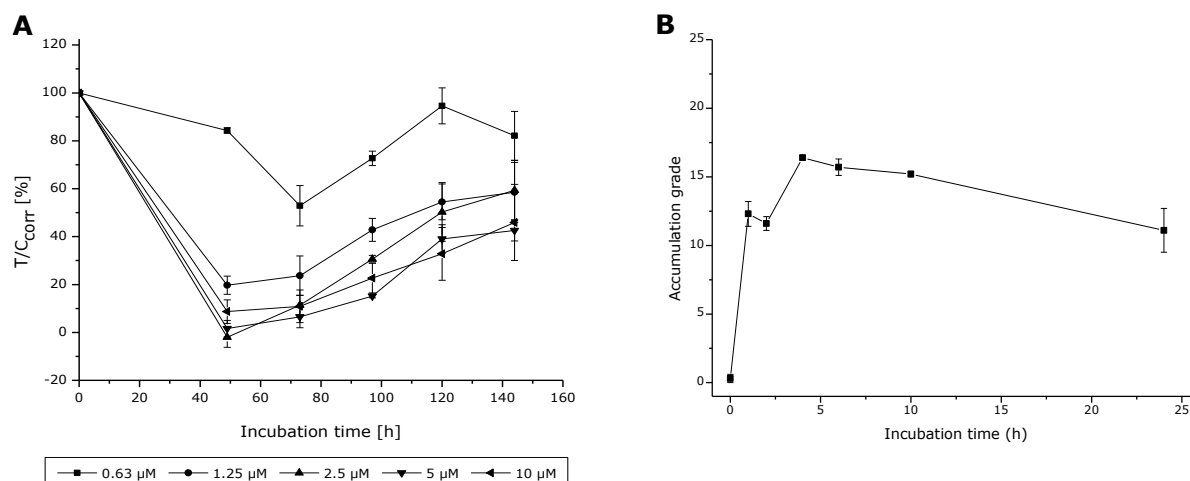 A
T/Ccorr [%]
120
100
80
60
40
20
0
-20
0 20 40 60 80 100 120 140 160
Incubation time [h]
0.63 µM 1.25 µM 2.5 µM 5 µM 10 µM
B
Accumulation grade
25
20
15
10
5
0
0 5 10 15 20 25
Incubation time (h)